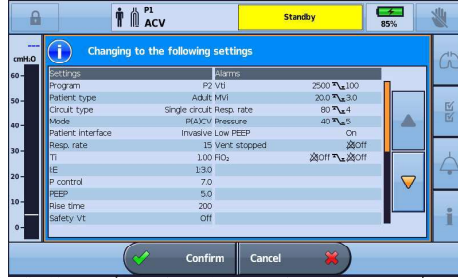 P1
ACV
Standby
85%
---
cmH2O
60
50
40
30
20
10
0
Changing to the following settings
Settings Alarms
Program P2 Vti 2500 100
Patient type Adult MVi 20.0 3.0
Circuit type Single circuit Resp. rate 80 4
Mode P(A)CV Pressure 40 5
Patient interface Invasive Low PEEP On
Resp. rate 15 Vent stopped Off
Ti 1.00 FiO₂ Off Off
I:E 1:3.0
P control 7.0
PEEP 5.0
Rise time 200
Safety Vt Off
Confirm Cancel